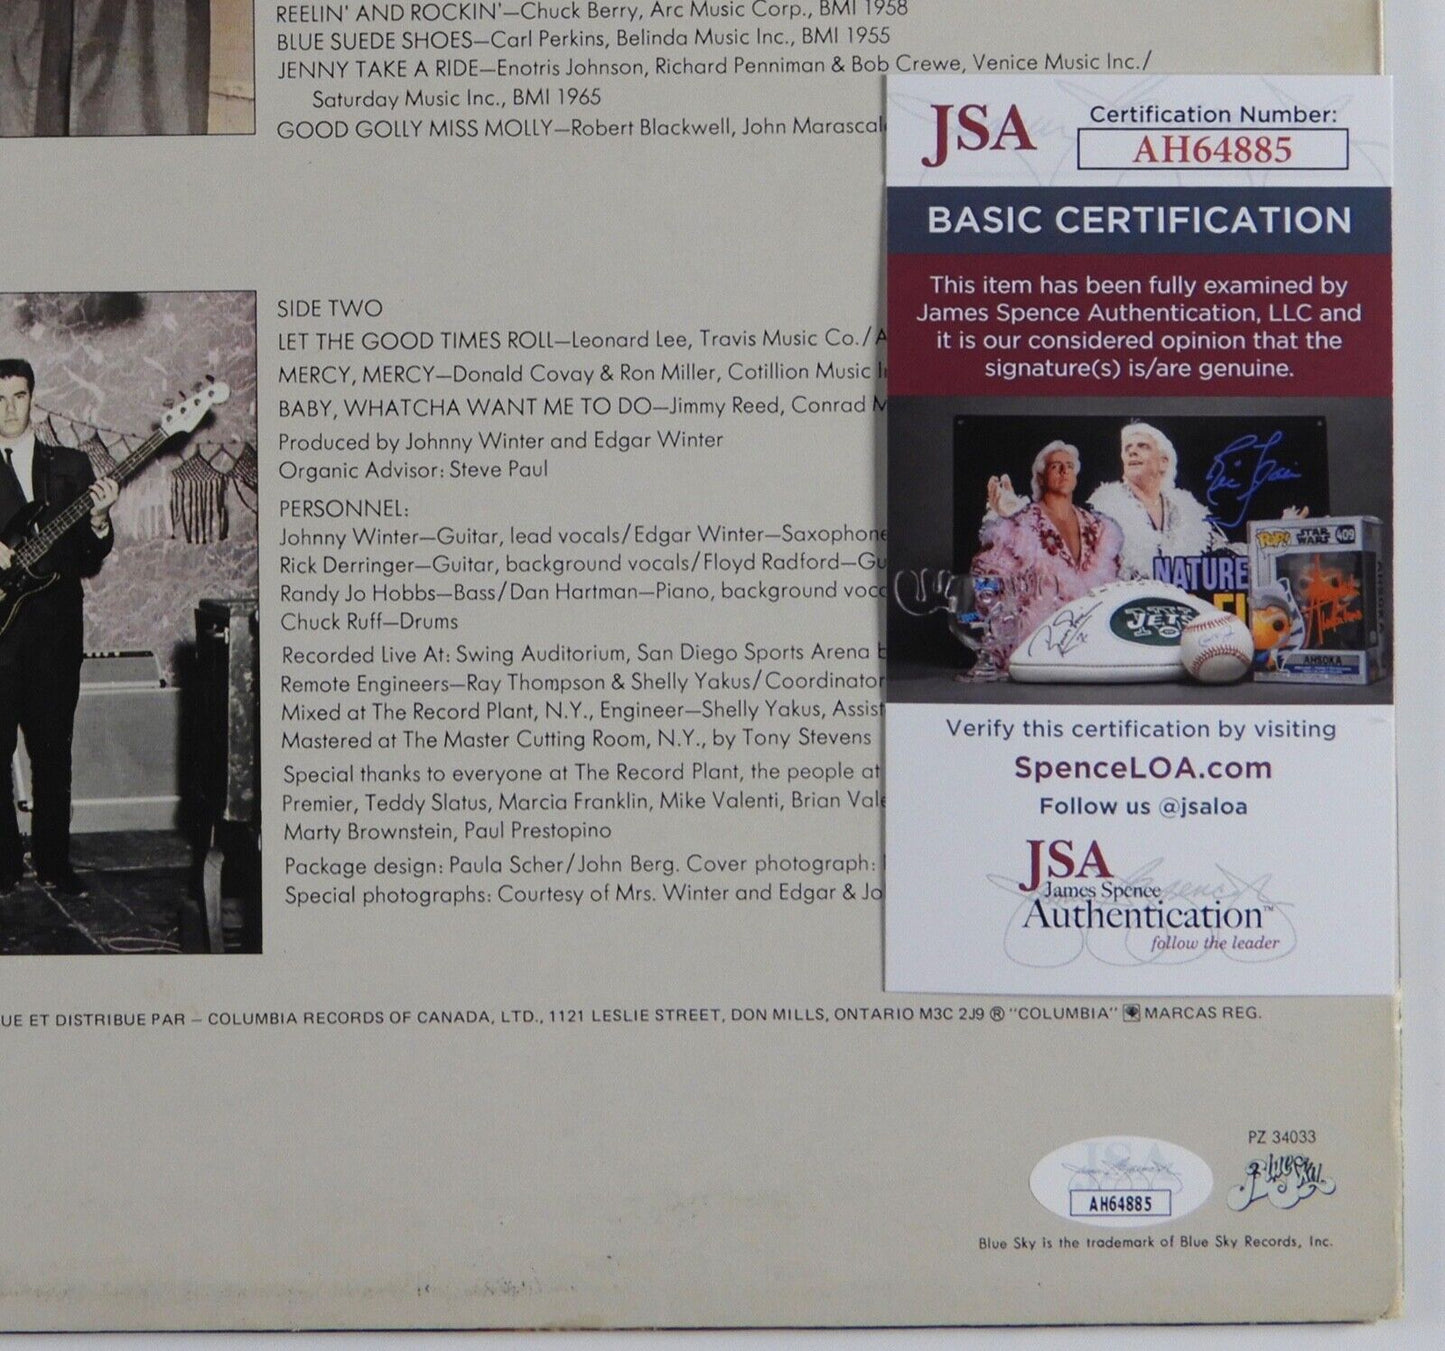 REELIN' AND ROCKIN'—Chuck Berry, Arc Music Corp., BMI 1958
BLUE SUEDE SHOES—Carl Perkins, Belinda Music Inc., BMI 1955
JENNY TAKE A RIDE—Enotris Johnson, Richard Penniman & Bob Crewe, Venice Music Inc./
Saturday Music Inc., BMI 1965
GOOD GOLLY MISS MOLLY—Robert Blackwell, John Marascal
SIDE TWO
LET THE GOOD TIMES ROLL—Leonard Lee, Travis Music Co./A
MERCY, MERCY—Donald Covay & Ron Miller, Cotillion Music I
BABY, WHATCHA WANT ME TO DO—Jimmy Reed, Conrad M
Produced by Johnny Winter and Edgar Winter
Organic Advisor: Steve Paul
PERSONNEL:
Johnny Winter—Guitar, lead vocals/Edgar Winter—Saxophone
Rick Derringer—Guitar, background vocals/Floyd Radford—Gu
Randy Jo Hobbs—Bass/Dan Hartman—Piano, background voc
Chuck Ruff—Drums
Recorded Live At: Swing Auditorium, San Diego Sports Arena
Remote Engineers—Ray Thompson & Shelly Yakus/Coordinator
Mixed at The Record Plant, N.Y., Engineer—Shelly Yakus, Assist
Mastered at The Master Cutting Room, N.Y., by Tony Stevens
Special thanks to everyone at The Record Plant, the people at
Premier, Teddy Slatus, Marcia Franklin, Mike Valenti, Brian Vale
Marty Brownstein, Paul Prestopino
Package design: Paula Scher/John Berg. Cover photograph:
Special photographs: Courtesy of Mrs. Winter and Edgar & Jo
UE ET DISTRIBUE PAR – COLUMBIA RECORDS OF CANADA, LTD., 1121 LESLIE STREET, DON MILLS, ONTARIO M3C 2J9 ® "COLUMBIA" MARCAS REG.
JSA
Certification Number:
AH64885
BASIC CERTIFICATION
This item has been fully examined by
James Spence Authentication, LLC and
it is our considered opinion that the
signature(s) is/are genuine.
NATURE
POP! STAR WARS 409
JETS
AHSOKA
Verify this certification by visiting
SpenceLOA.com
Follow us @jsaloa
JSA
James Spence
Authentication™
follow the leader
PZ 34033
JSA
AH64885
Blue Sky
Blue Sky is the trademark of Blue Sky Records, Inc.